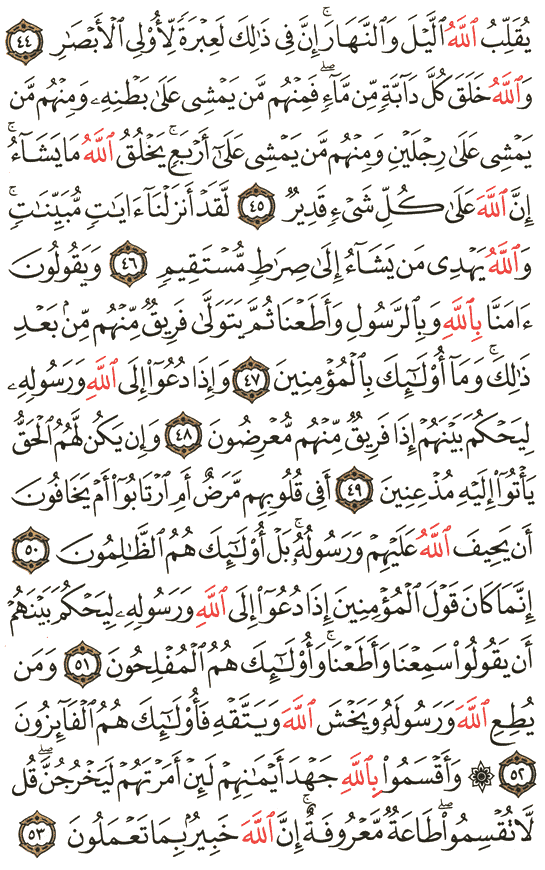 يُقَلِّبُ ٱللَّهُ ٱلَّيۡلَ وَٱلنَّهَارَۚ إِنَّ فِي ذَٰلِكَ لَعِبۡرَةٗ لِّأُوْلِي ٱلۡأَبۡصَٰرِ ٤٤
وَٱللَّهُ خَلَقَ كُلَّ دَآبَّةٖ مِّن مَّآءٖۖ فَمِنۡهُم مَّن يَمۡشِي عَلَىٰ بَطۡنِهِۦ وَمِنۡهُم مَّن
يَمۡشِي عَلَىٰ رِجۡلَيۡنِ وَمِنۡهُم مَّن يَمۡشِي عَلَىٰٓ أَرۡبَعٖۚ يَخۡلُقُ ٱللَّهُ مَا يَشَآءُۚ
إِنَّ ٱللَّهَ عَلَىٰ كُلِّ شَيۡءٖ قَدِيرٞ ٤٥ لَّقَدۡ أَنزَلۡنَآ ءَايَٰتٖ مُّبَيِّنَٰتٖۚ
وَٱللَّهُ يَهۡدِي مَن يَشَآءُ إِلَىٰ صِرَٰطٖ مُّسۡتَقِيمٖ ٤٦ وَيَقُولُونَ
ءَامَنَّا بِٱللَّهِ وَبِٱلرَّسُولِ وَأَطَعۡنَا ثُمَّ يَتَوَلَّىٰ فَرِيقٞ مِّنۡهُم مِّنۢ بَعۡدِ
ذَٰلِكَۚ وَمَآ أُوْلَٰٓئِكَ بِٱلۡمُؤۡمِنِينَ ٤٧ وَإِذَا دُعُوٓاْ إِلَى ٱللَّهِ وَرَسُولِهِۦ
لِيَحۡكُمَ بَيۡنَهُمۡ إِذَا فَرِيقٞ مِّنۡهُم مُّعۡرِضُونَ ٤٨ وَإِن يَكُن لَّهُمُ ٱلۡحَقُّ
يَأۡتُوٓاْ إِلَيۡهِ مُذۡعِنِينَ ٤٩ أَفِي قُلُوبِهِم مَّرَضٌ أَمِ ٱرۡتَابُوٓاْ أَمۡ يَخَافُونَ
أَن يَحِيفَ ٱللَّهُ عَلَيۡهِمۡ وَرَسُولُهُۥۚ بَلۡ أُوْلَٰٓئِكَ هُمُ ٱلظَّٰلِمُونَ ٥٠
إِنَّمَا كَانَ قَوۡلَ ٱلۡمُؤۡمِنِينَ إِذَا دُعُوٓاْ إِلَى ٱللَّهِ وَرَسُولِهِۦ لِيَحۡكُمَ بَيۡنَهُمۡ
أَن يَقُولُواْ سَمِعۡنَا وَأَطَعۡنَاۚ وَأُوْلَٰٓئِكَ هُمُ ٱلۡمُفۡلِحُونَ ٥١ وَمَن
يُطِعِ ٱللَّهَ وَرَسُولَهُۥ وَيَخۡشَ ٱللَّهَ وَيَتَّقۡهِ فَأُوْلَٰٓئِكَ هُمُ ٱلۡفَآئِزُونَ
٥٢ ۞ وَأَقۡسَمُواْ بِٱللَّهِ جَهۡدَ أَيۡمَٰنِهِمۡ لَئِنۡ أَمَرۡتَهُمۡ لَيَخۡرُجُنَّۖ قُل
لَّا تُقۡسِمُواْۖ طَاعَةٞ مَّعۡرُوفَةٌۚ إِنَّ ٱللَّهَ خَبِيرُۢ بِمَا تَعۡمَلُونَ ٥٣